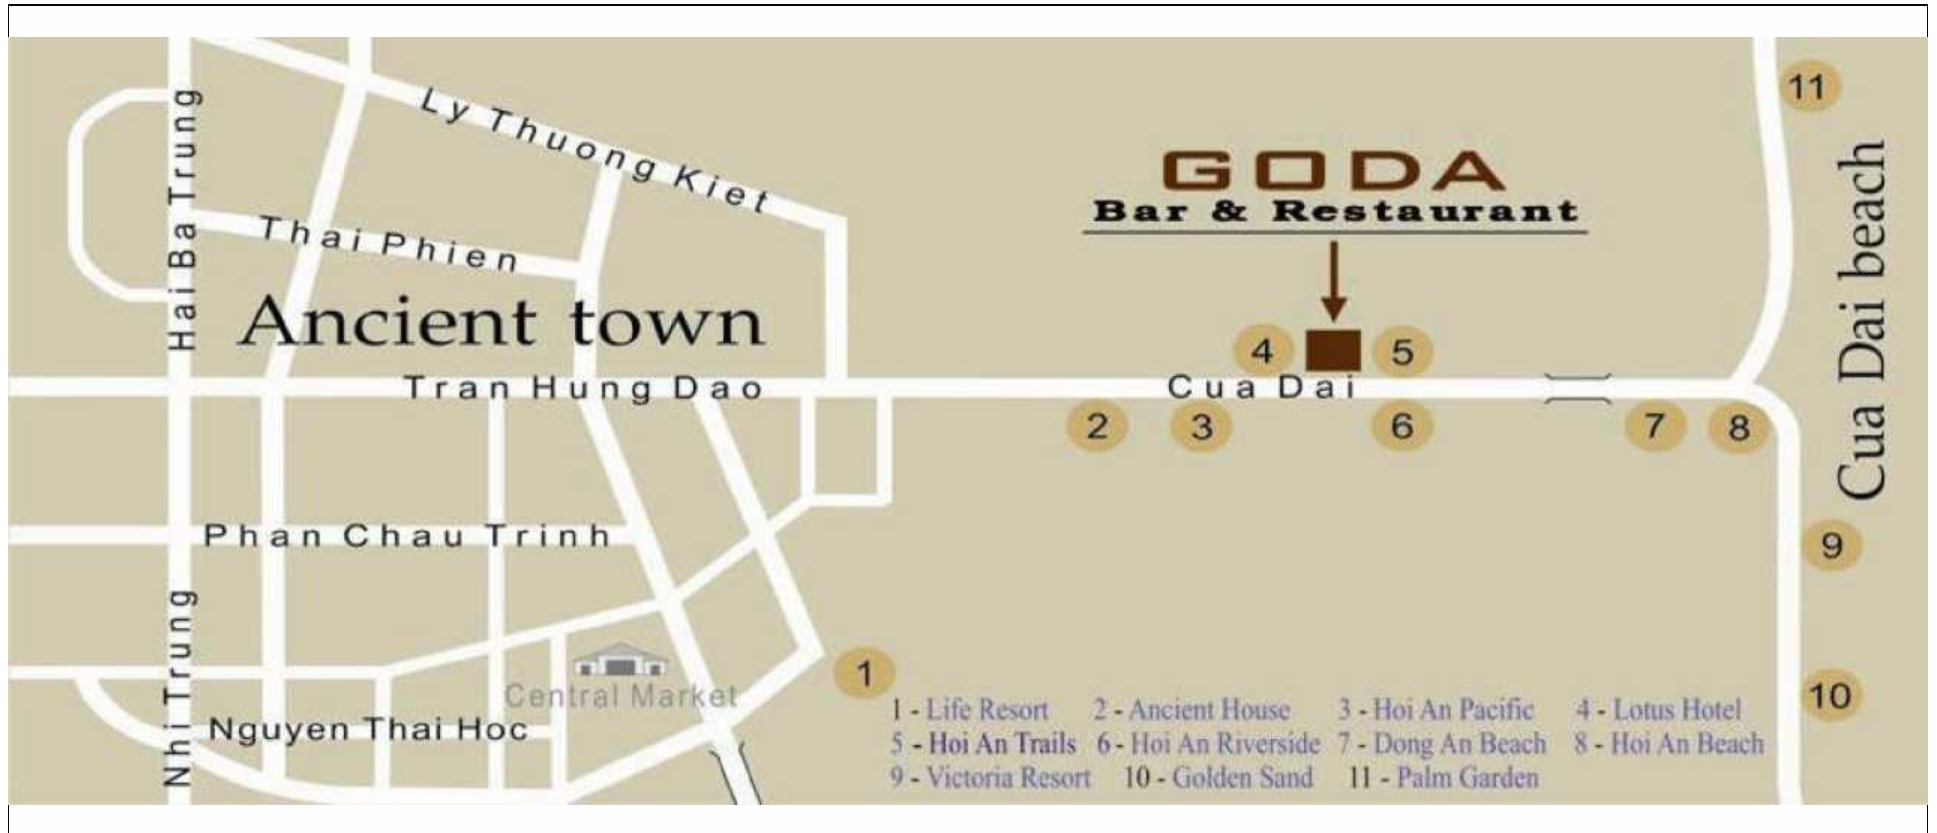 Ly Thuong Kiet
Hai Ba Trung
Thai Phien
Ancient town
Tran Hung Dao
Phan Chau Trinh
Nhi Trung
Central Market
Nguyen Thai Hoc
GODA
Bar & Restaurant
4
5
Cua Dai
2
3
6
7
8
11
Cua Dai beach
9
10
1
1 - Life Resort 2 - Ancient House 3 - Hoi An Pacific 4 - Lotus Hotel
5 - Hoi An Trails 6 - Hoi An Riverside 7 - Dong An Beach 8 - Hoi An Beach
9 - Victoria Resort 10 - Golden Sand 11 - Palm Garden